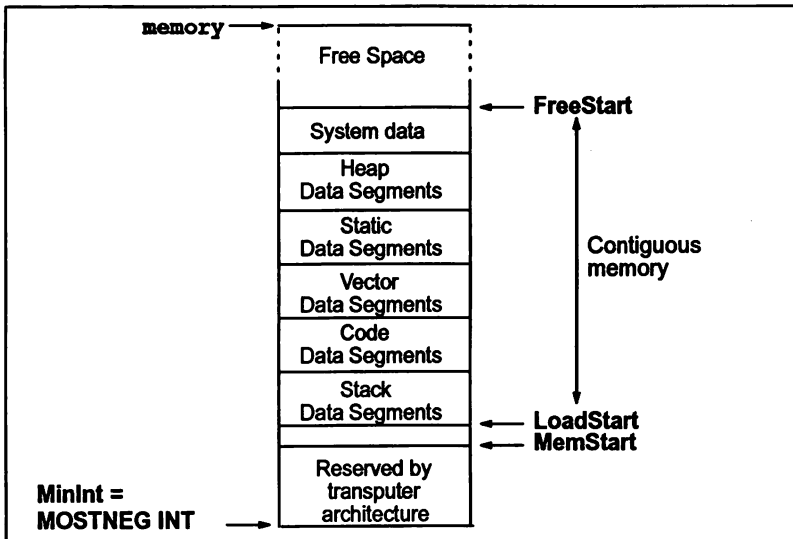 memory
Free Space
FreeStart
System data
Heap
Data Segments
Static
Data Segments
Contiguous
memory
Vector
Data Segments
Code
Data Segments
Stack
Data Segments
LoadStart
MemStart
Reserved by
transputer
architecture
MinInt =
MOSTNEG INT